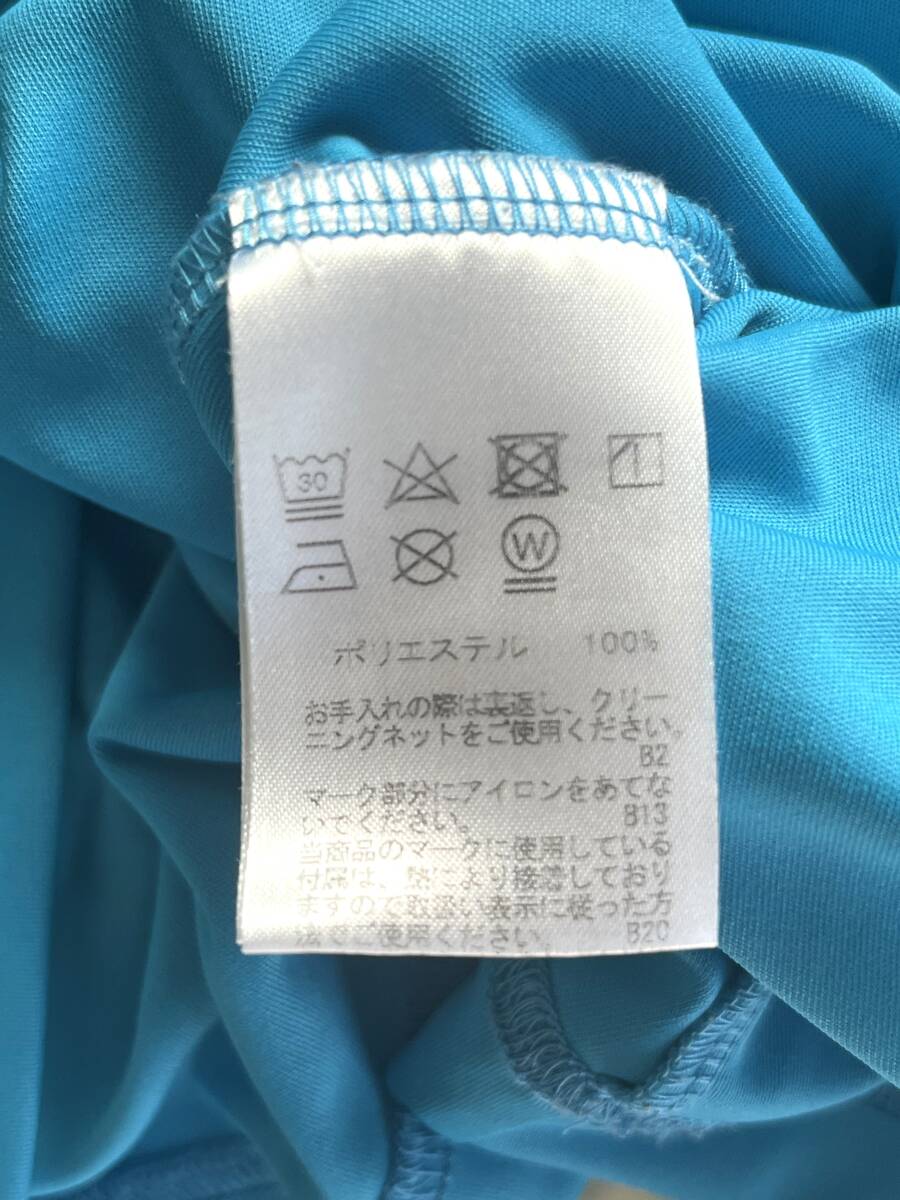 30
W
ポリエステル 100%
お手入れの際は裏返し、クリー
ニングネットをご使用ください。
B2
マーク部分にアイロンをあてな
いでください。 B13
当商品のマークに使用している
付属は、熱により接着しており
ますので取扱い表示に従った方
法でご使用ください。 B20